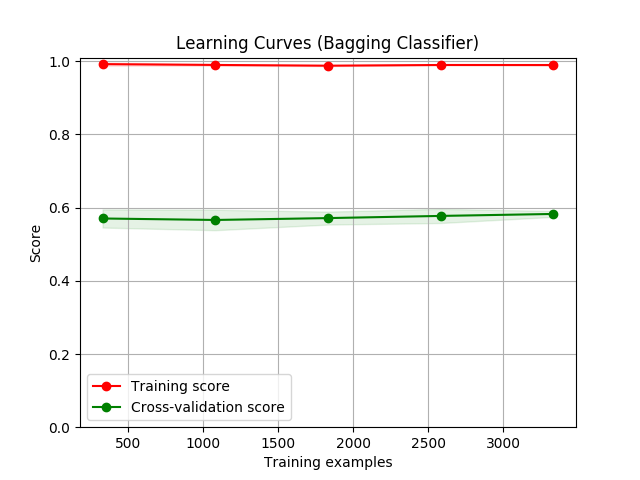 Learning Curves (Bagging Classifier)
1.0
0.8
0.6
0.4
0.2
0.0
Score
Training score
Cross-validation score
500 1000 1500 2000 2500 3000
Training examples